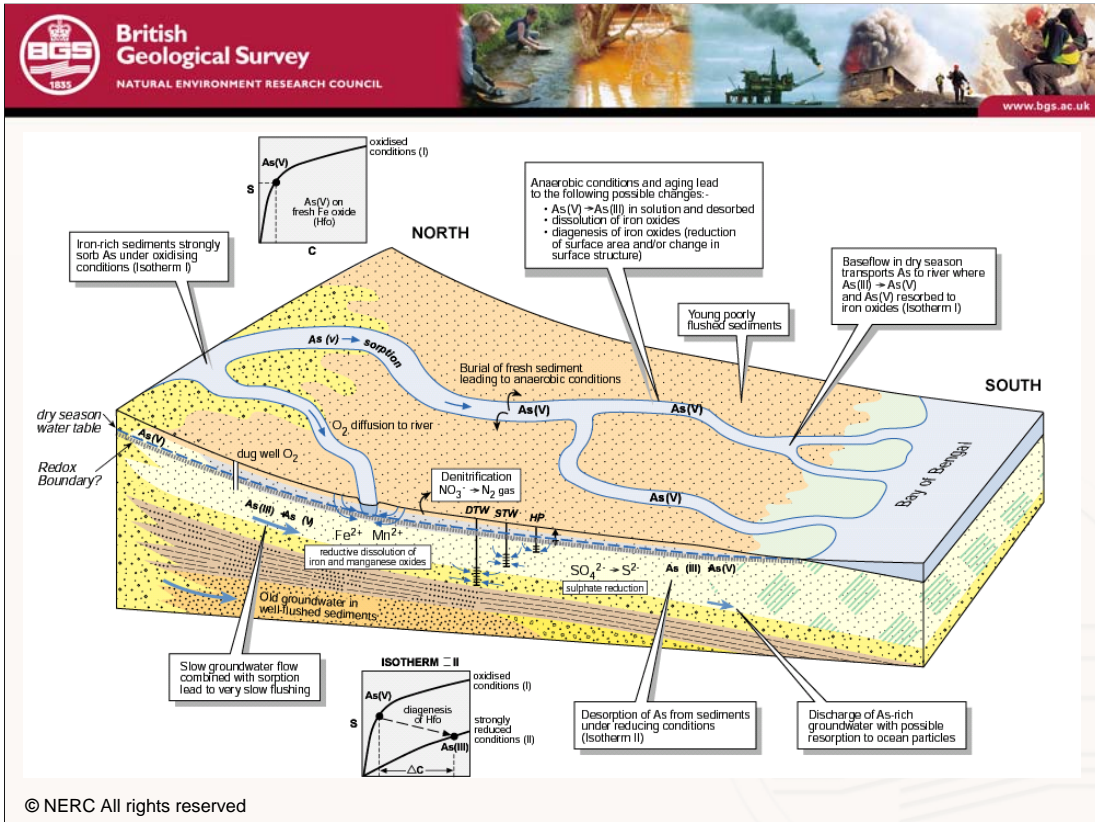 BGS
1835
British
Geological Survey
NATURAL ENVIRONMENT RESEARCH COUNCIL
www.bgs.ac.uk
oxidised
conditions (I)
As(V)
S
As(V) on
fresh Fe oxide
(Hfo)
C
NORTH
Anaerobic conditions and aging lead
to the following possible changes:-
• As(V) → As(III) in solution and desorbed
• dissolution of iron oxides
• diagenesis of iron oxides (reduction
of surface area and/or change in
surface structure)
Iron-rich sediments strongly
sorb As under oxidising
conditions (Isotherm I)
Baseflow in dry season
transports As to river where
As(III) → As(V)
and As(V) resorbed to
iron oxides (Isotherm I)
Young poorly
flushed sediments
As (v) → sorption
Burial of fresh sediment
leading to anaerobic conditions
SOUTH
As(V)
As(V)
dry season
water table
O₂ diffusion to river
As(V)
dug well O₂
Redox
Boundary?
Denitrification
NO₃⁻ → N₂ gas
As(V)
Bay of Bengal
DTW STW HP
As(III) As (V)
Fe²⁺ Mn²⁺
reductive dissolution of
iron and manganese oxides
SO₄²⁻ → S²⁻
sulphate reduction
As (III) As(V)
Old groundwater in
well-flushed sediments
Slow groundwater flow
combined with sorption
lead to very slow flushing
ISOTHERM I–II
oxidised
conditions (I)
As(V)
diagenesis
of Hfo
S
strongly
reduced
conditions (II)
As(III)
△C
Desorption of As from sediments
under reducing conditions
(Isotherm II)
Discharge of As-rich
groundwater with possible
resorption to ocean particles
© NERC All rights reserved